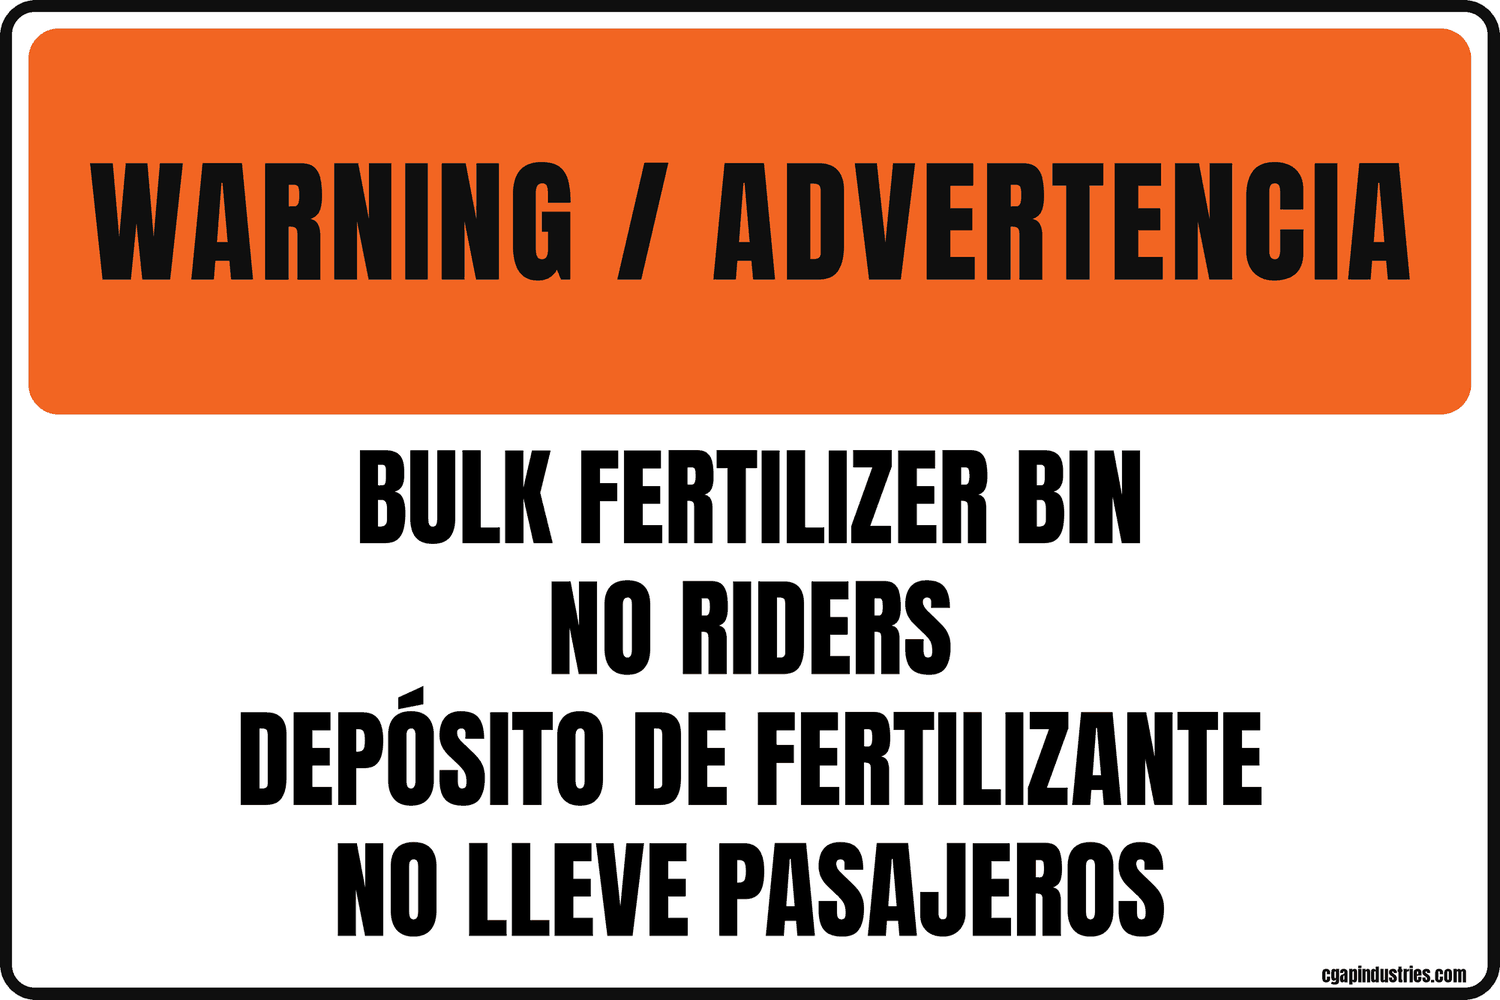 WARNING / ADVERTENCIA
BULK FERTILIZER BIN
NO RIDERS
DEPÓSITO DE FERTILIZANTE
NO LLEVE PASAJEROS
cgapindustries.com